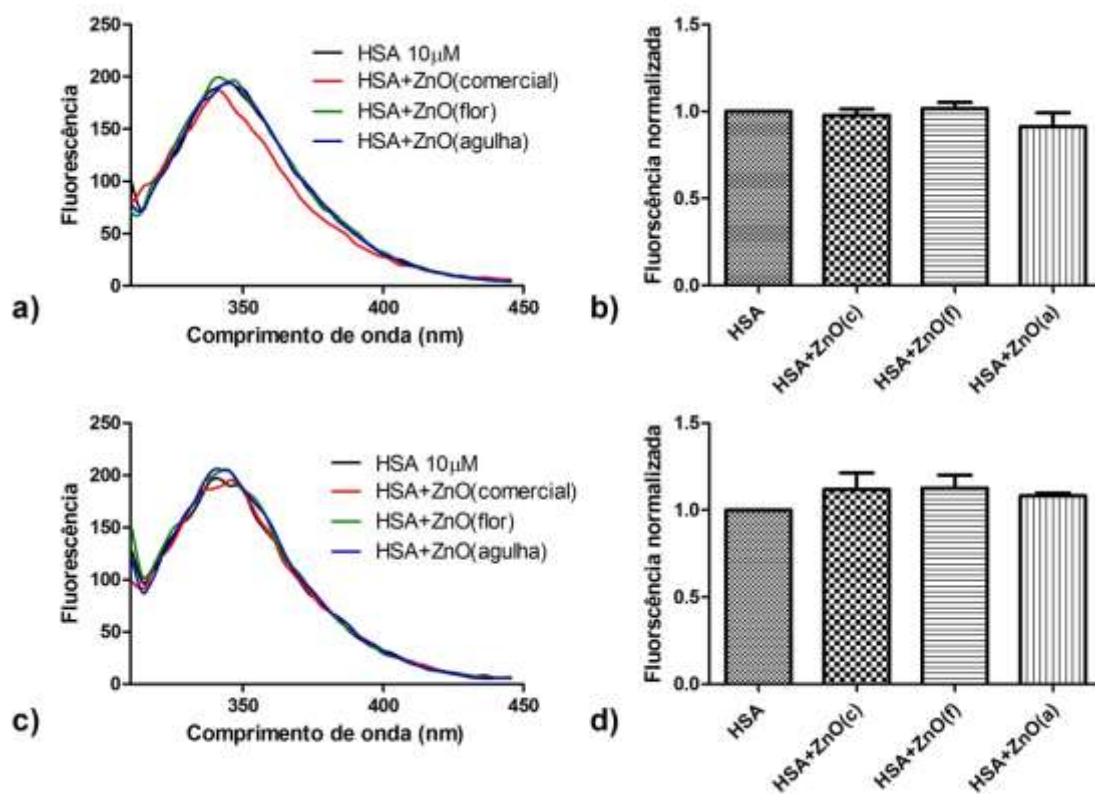 250
200
150
100
50
0
Fluorescência
HSA 10µM
HSA+ZnO(comercial)
HSA+ZnO(flor)
HSA+ZnO(agulha)
350
400
450
Comprimento de onda (nm)
a)
1.5
1.0
0.5
0.0
Fluorscência normalizada
HSA
HSA+ZnO(c)
HSA+ZnO(f)
HSA+ZnO(a)
b)
250
200
150
100
50
0
Fluorescência
HSA 10µM
HSA+ZnO(comercial)
HSA+ZnO(flor)
HSA+ZnO(agulha)
350
400
450
Comprimento de onda (nm)
c)
1.5
1.0
0.5
0.0
Fluorscência normalizada
HSA
HSA+ZnO(c)
HSA+ZnO(f)
HSA+ZnO(a)
d)